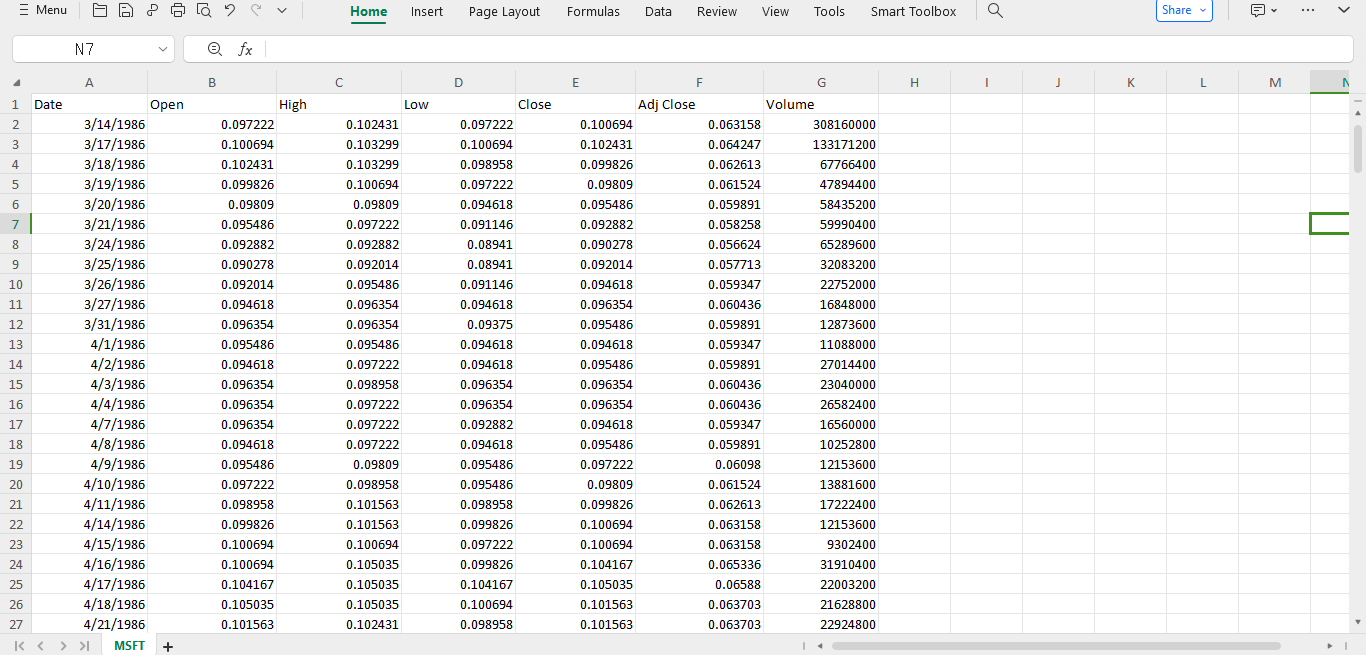 Menu Home Insert Page Layout Formulas Data Review View Tools Smart Toolbox Share
N7 fx
A B C D E F G H I J K L M N
1 Date Open High Low Close Adj Close Volume
2 3/14/1986 0.097222 0.102431 0.097222 0.100694 0.063158 308160000
3 3/17/1986 0.100694 0.103299 0.100694 0.102431 0.064247 133171200
4 3/18/1986 0.102431 0.103299 0.098958 0.099826 0.062613 67766400
5 3/19/1986 0.099826 0.100694 0.097222 0.09809 0.061524 47894400
6 3/20/1986 0.09809 0.09809 0.094618 0.095486 0.059891 58435200
7 3/21/1986 0.095486 0.097222 0.091146 0.092882 0.058258 59990400
8 3/24/1986 0.092882 0.092882 0.08941 0.090278 0.056624 65289600
9 3/25/1986 0.090278 0.092014 0.08941 0.092014 0.057713 32083200
10 3/26/1986 0.092014 0.095486 0.091146 0.094618 0.059347 22752000
11 3/27/1986 0.094618 0.096354 0.094618 0.096354 0.060436 16848000
12 3/31/1986 0.096354 0.096354 0.09375 0.095486 0.059891 12873600
13 4/1/1986 0.095486 0.095486 0.094618 0.094618 0.059347 11088000
14 4/2/1986 0.094618 0.097222 0.094618 0.095486 0.059891 27014400
15 4/3/1986 0.096354 0.098958 0.096354 0.096354 0.060436 23040000
16 4/4/1986 0.096354 0.097222 0.096354 0.096354 0.060436 26582400
17 4/7/1986 0.096354 0.097222 0.092882 0.094618 0.059347 16560000
18 4/8/1986 0.094618 0.097222 0.094618 0.095486 0.059891 10252800
19 4/9/1986 0.095486 0.09809 0.095486 0.097222 0.06098 12153600
20 4/10/1986 0.097222 0.098958 0.095486 0.09809 0.061524 13881600
21 4/11/1986 0.098958 0.101563 0.098958 0.099826 0.062613 17222400
22 4/14/1986 0.099826 0.101563 0.099826 0.100694 0.063158 12153600
23 4/15/1986 0.100694 0.100694 0.097222 0.100694 0.063158 9302400
24 4/16/1986 0.100694 0.105035 0.099826 0.104167 0.065336 31910400
25 4/17/1986 0.104167 0.105035 0.104167 0.105035 0.06588 22003200
26 4/18/1986 0.105035 0.105035 0.100694 0.101563 0.063703 21628800
27 4/21/1986 0.101563 0.102431 0.098958 0.101563 0.063703 22924800
MSFT